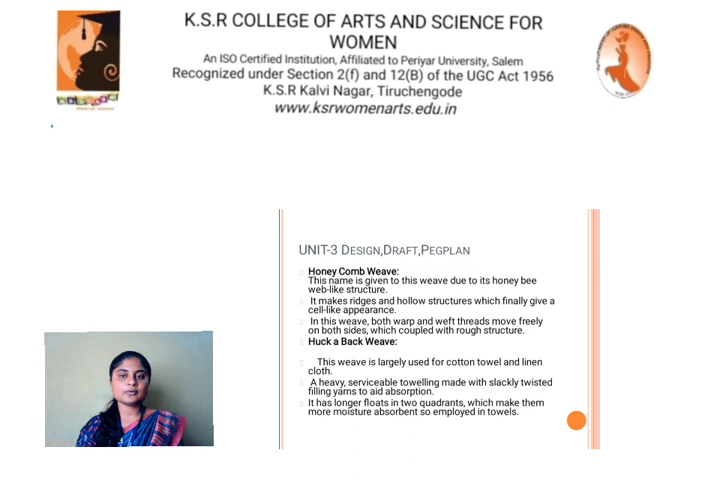 K.S.R COLLEGE OF ARTS AND SCIENCE FOR
WOMEN
An ISO Certified Institution, Affiliated to Periyar University, Salem
Recognized under Section 2(f) and 12(B) of the UGC Act 1956
K.S.R Kalvi Nagar, Tiruchengode
www.ksrwomenarts.edu.in
UNIT-3 DESIGN,DRAFT,PEGPLAN
Honey Comb Weave:
This name is given to this weave due to its honey bee
web-like structure.
It makes ridges and hollow structures which finally give a
cell-like appearance.
In this weave, both warp and weft threads move freely
on both sides, which coupled with rough structure.
Huck a Back Weave:
This weave is largely used for cotton towel and linen
cloth.
A heavy, serviceable towelling made with slackly twisted
filling yarns to aid absorption.
It has longer floats in two quadrants, which make them
more moisture absorbent so employed in towels.